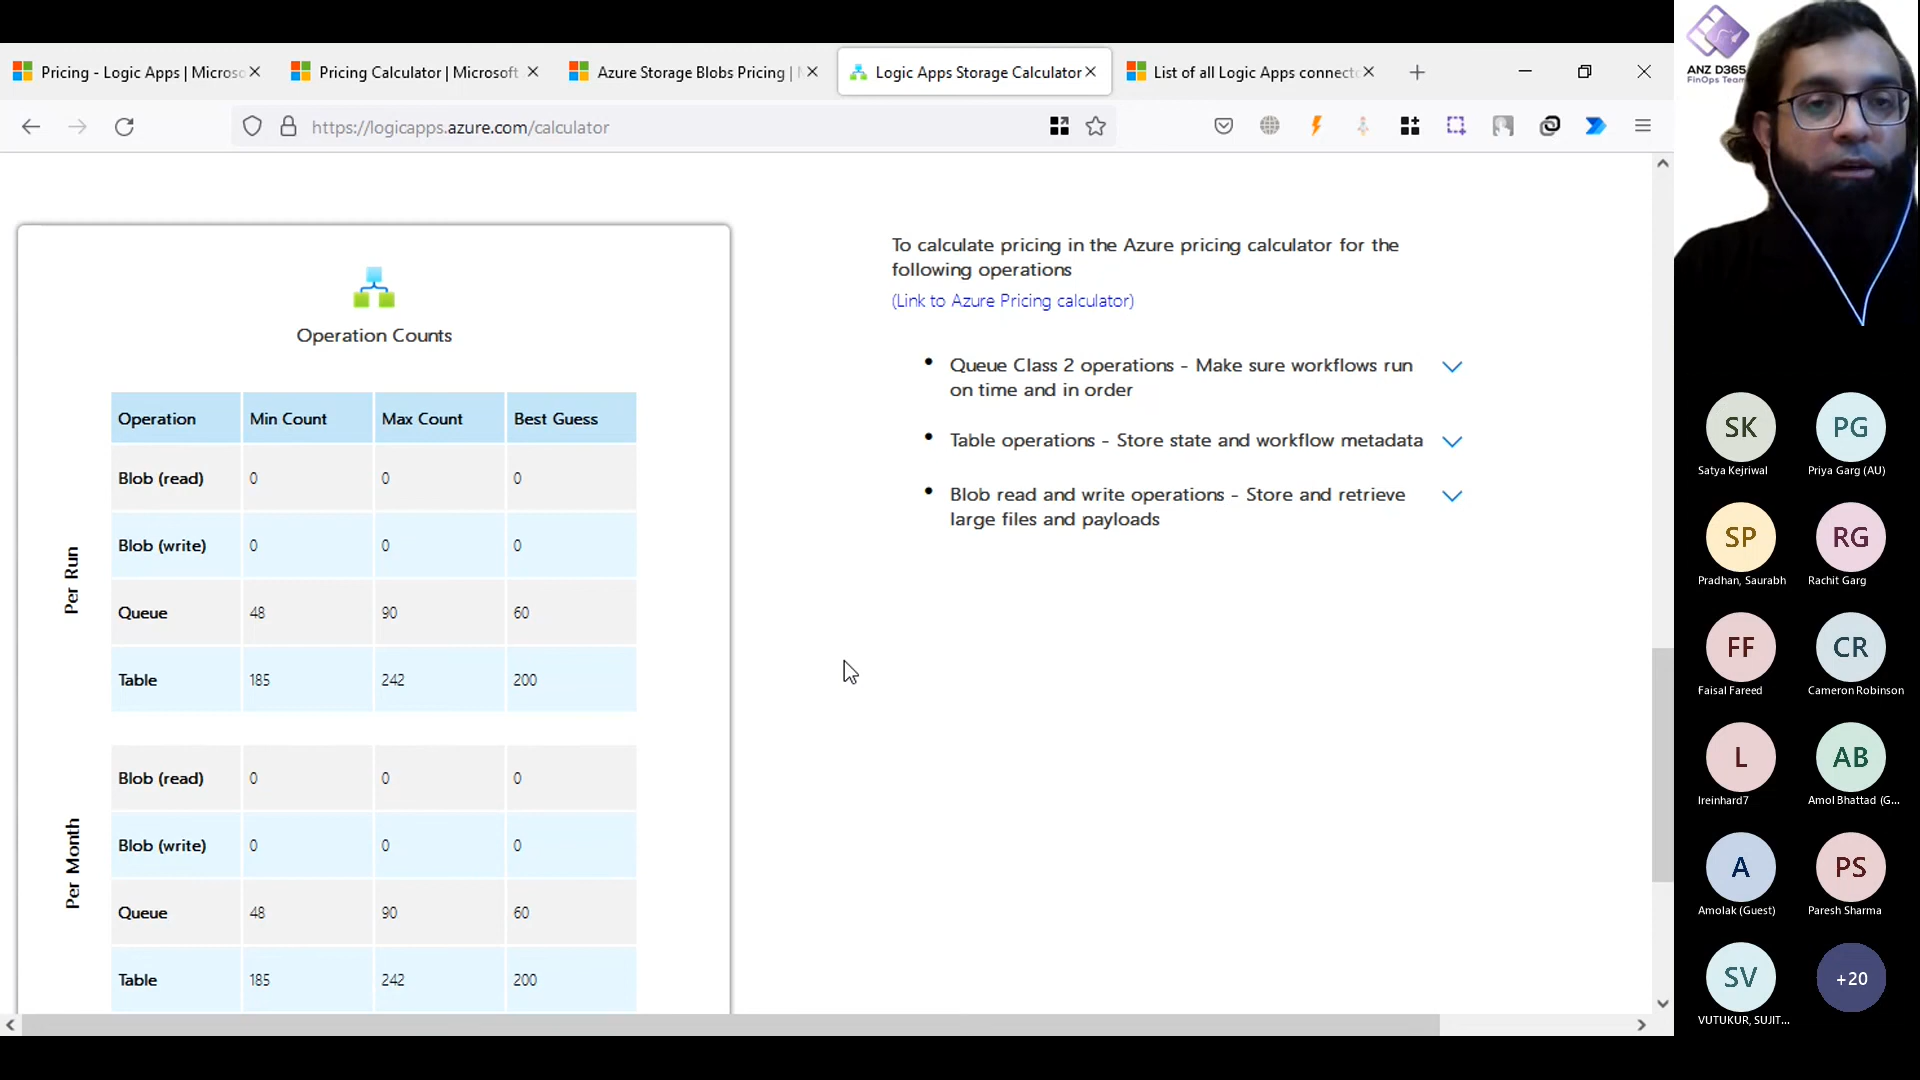 Pricing - Logic Apps | Microsc
Pricing Calculator | Microsoft
Azure Storage Blobs Pricing |
Logic Apps Storage Calculator
List of all Logic Apps connecto
https://logicapps.azure.com/calculator
ANZ D365
FinOps Team
Operation Counts
Operation Min Count Max Count Best Guess
Per Run
Blob (read) 0 0 0
Blob (write) 0 0 0
Queue 48 90 60
Table 185 242 200
Per Month
Blob (read) 0 0 0
Blob (write) 0 0 0
Queue 48 90 60
Table 185 242 200
To calculate pricing in the Azure pricing calculator for the
following operations
(Link to Azure Pricing calculator)
• Queue Class 2 operations - Make sure workflows run
on time and in order
• Table operations - Store state and workflow metadata
• Blob read and write operations - Store and retrieve
large files and payloads
SK PG
Satya Kejriwal Priya Garg (AU)
SP RG
Pradhan, Saurabh Rachit Garg
FF CR
Faisal Fareed Cameron Robinson
L AB
lreinhard7 Amol Bhattad (G...
A PS
Amolak (Guest) Paresh Sharma
SV +20
VUTUKUR, SUJIT...